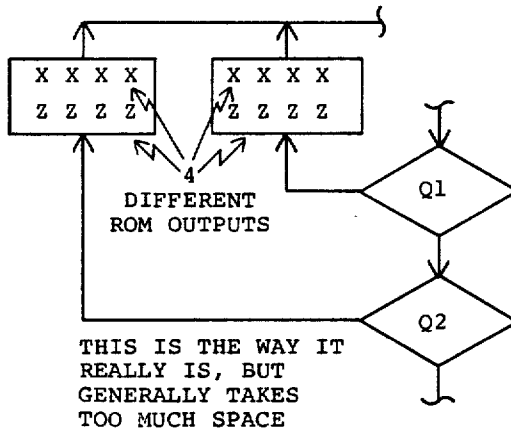 X X X X
Z Z Z Z
X X X X
Z Z Z Z
4
DIFFERENT
ROM OUTPUTS
Q1
Q2
THIS IS THE WAY IT
REALLY IS, BUT
GENERALLY TAKES
TOO MUCH SPACE